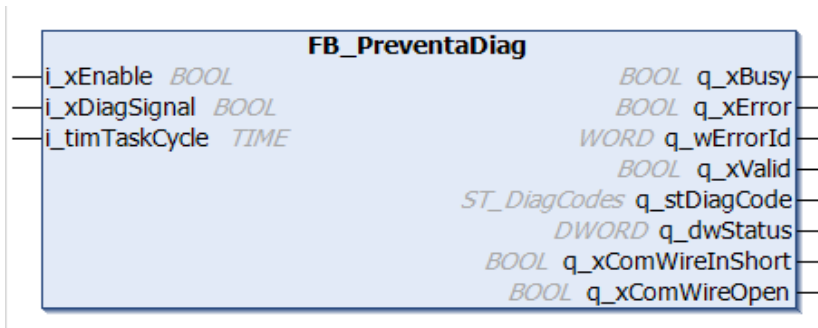 FB_PreventaDiag
i_xEnable BOOL BOOL q_xBusy
i_xDiagSignal BOOL BOOL q_xError
i_timTaskCycle TIME WORD q_wErrorId
BOOL q_xValid
ST_DiagCodes q_stDiagCode
DWORD q_dwStatus
BOOL q_xComWireInShort
BOOL q_xComWireOpen